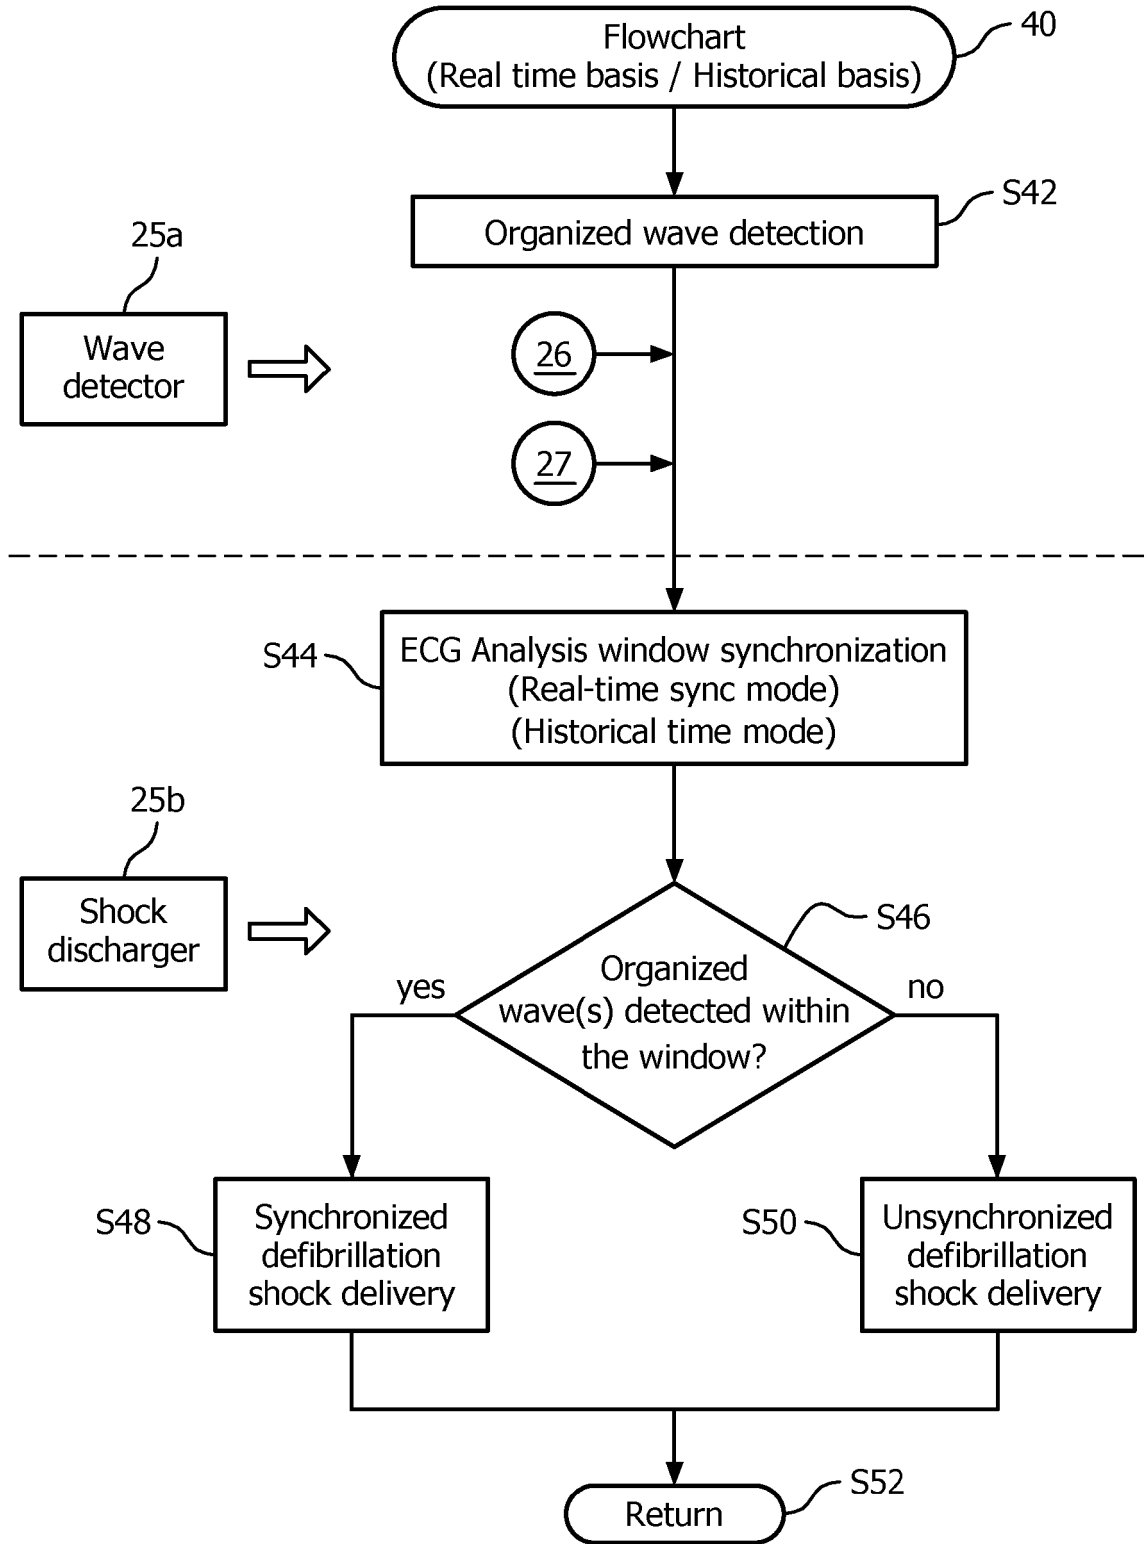 Flowchart
(Real time basis / Historical basis)
40
S42
Organized wave detection
25a
Wave
detector
26
27
S44
ECG Analysis window synchronization
(Real-time sync mode)
(Historical time mode)
25b
Shock
discharger
S46
Organized
wave(s) detected within
the window?
yes
no
S48
Synchronized
defibrillation
shock delivery
S50
Unsynchronized
defibrillation
shock delivery
S52
Return